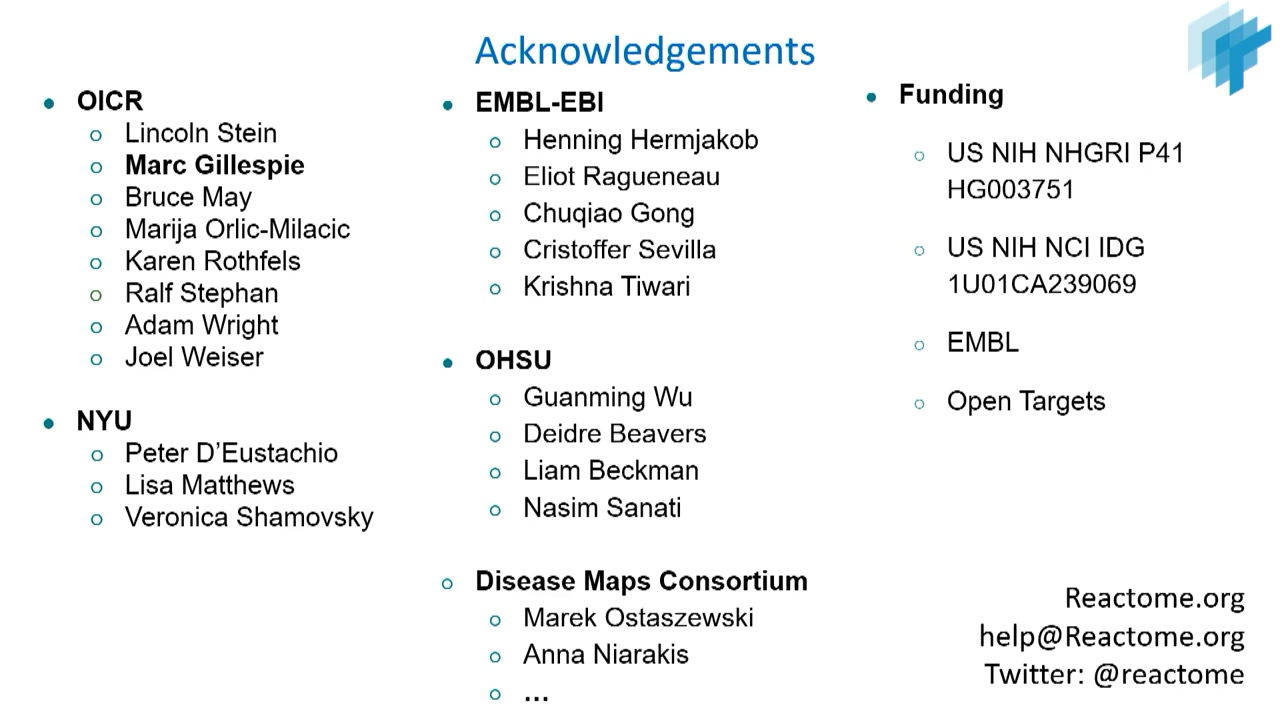 Acknowledgements
OICR
Lincoln Stein
Marc Gillespie
Bruce May
Marija Orlic-Milacic
Karen Rothfels
Ralf Stephan
Adam Wright
Joel Weiser
NYU
Peter D’Eustachio
Lisa Matthews
Veronica Shamovsky
EMBL-EBI
Henning Hermjakob
Eliot Ragueneau
Chuqiao Gong
Cristoffer Sevilla
Krishna Tiwari
OHSU
Guanming Wu
Deidre Beavers
Liam Beckman
Nasim Sanati
Disease Maps Consortium
Marek Ostaszewski
Anna Niarakis
...
Funding
US NIH NHGRI P41
HG003751
US NIH NCI IDG
1U01CA239069
EMBL
Open Targets
Reactome.org
help@Reactome.org
Twitter: @reactome